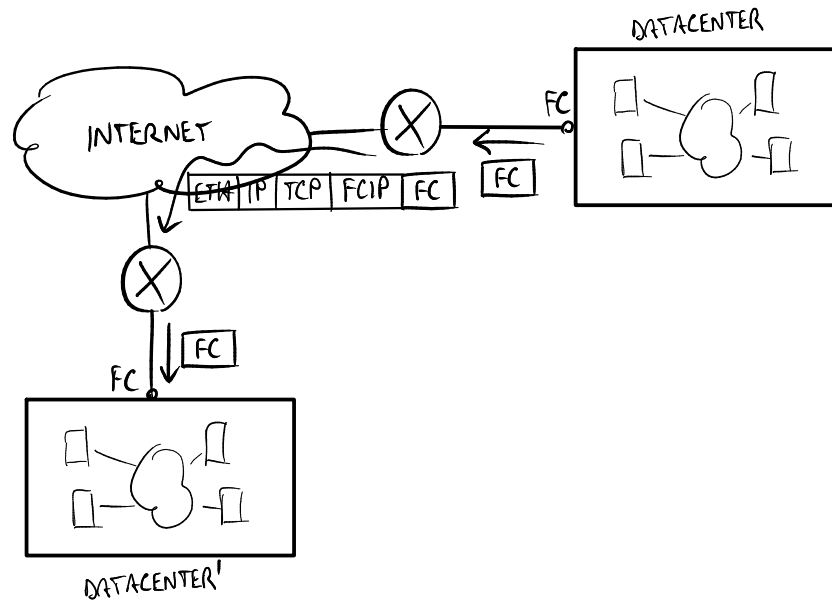 DATACENTER
FC
INTERNET
FC
ETH IP TCP FCIP FC
FC
FC
DATACENTER'